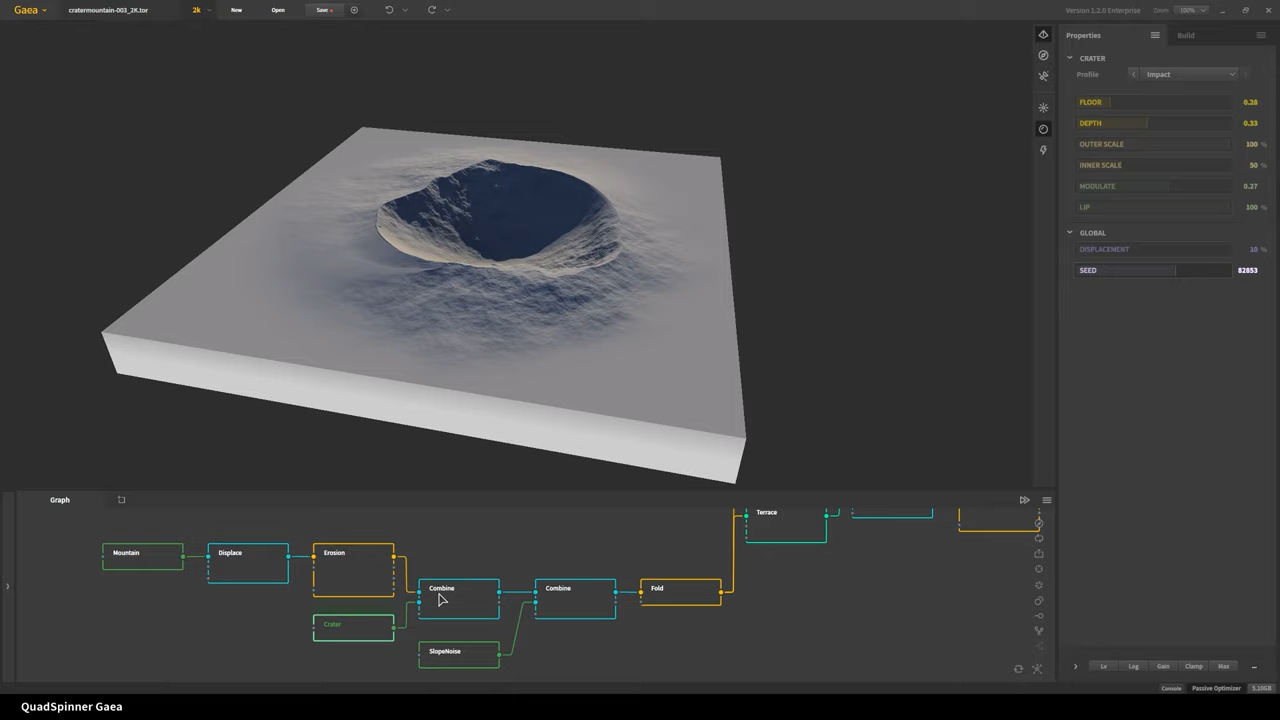 Gaea
cratermountain-003_2K.tor
2k
New
Open
Save
Version 1.2.0 Enterprise
Zoom
100%
Properties
Build
CRATER
Profile
Impact
FLOOR 0.28
DEPTH 0.33
OUTER SCALE 100 %
INNER SCALE 50 %
MODULATE 0.27
LIP 100 %
GLOBAL
DISPLACEMENT 10 %
SEED 82853
Graph
Terrace
Mountain
Displace
Erosion
Combine
Combine
Fold
Crater
SlopeNoise
Lv
Log
Gain
Clamp
Max
Console
Passive Optimizer
5.10GB
QuadSpinner Gaea